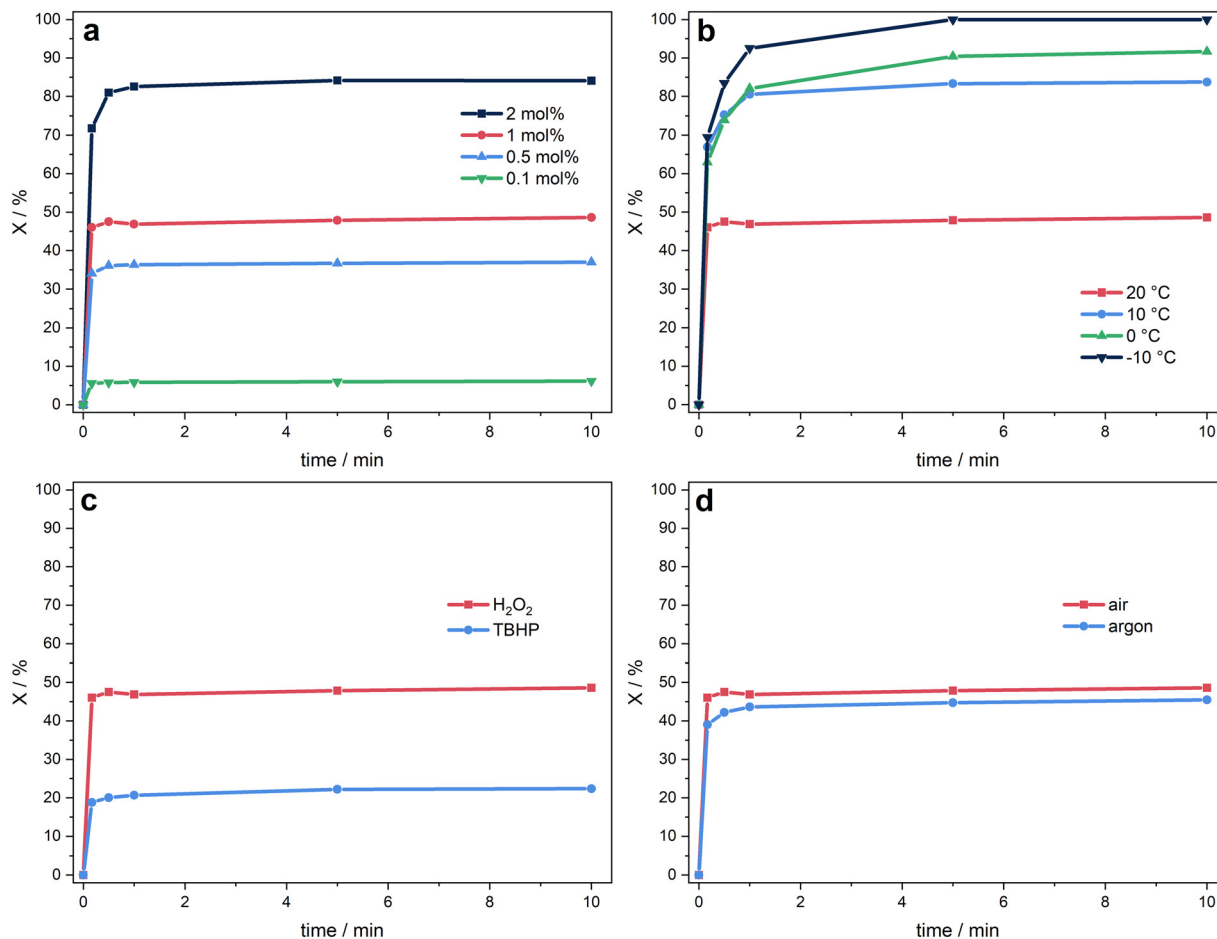 a
100
90
80
70
60
50
40
30
20
10
0
X / %
2 mol%
1 mol%
0.5 mol%
0.1 mol%
0 2 4 6 8 10
time / min
b
100
90
80
70
60
50
40
30
20
10
0
X / %
20 °C
10 °C
0 °C
-10 °C
0 2 4 6 8 10
time / min
c
100
90
80
70
60
50
40
30
20
10
0
X / %
H₂O₂
TBHP
0 2 4 6 8 10
time / min
d
100
90
80
70
60
50
40
30
20
10
0
X / %
air
argon
0 2 4 6 8 10
time / min